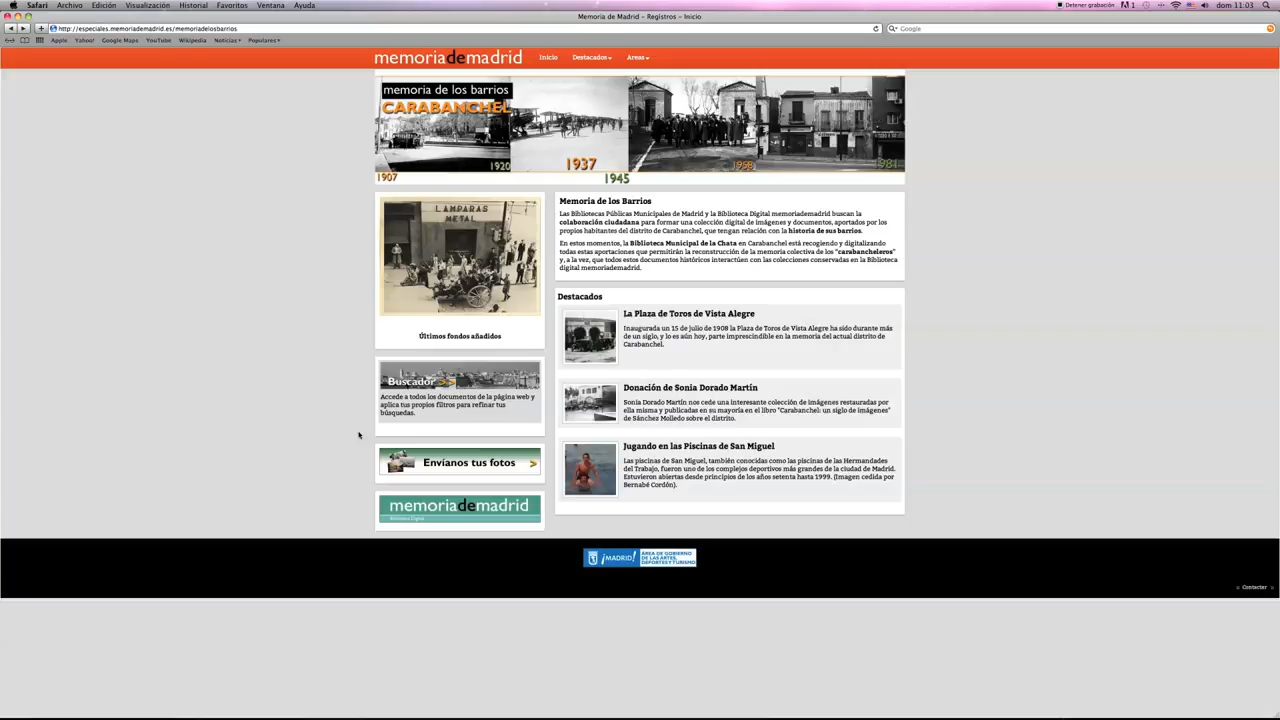 Safari Archivo Edición Visualización Historial Favoritos Ventana Ayuda
Detener grabación 1 dom 11:03
Memoria de Madrid – Registros – Inicio
http://especiales.memoriademadrid.es/memoriadelosbarrios
Google
Apple Yahoo! Google Maps YouTube Wikipedia Noticias Populares
memoriademadrid Inicio Destacados Areas
memoria de los barrios
CARABANCHEL
1920
1937
1958
1981
1907
1945
LAMPARAS
METAL
Últimos fondos añadidos
Buscador >>
Accede a todos los documentos de la página web y
aplica tus propios filtros para refinar tus
búsquedas.
Envíanos tus fotos >
memoriademadrid
Biblioteca Digital
Memoria de los Barrios
Las Bibliotecas Públicas Municipales de Madrid y la Biblioteca Digital memoriademadrid buscan la
colaboración ciudadana para formar una colección digital de imágenes y documentos, aportados por los
propios habitantes del distrito de Carabanchel, que tengan relación con la historia de sus barrios.
En estos momentos, la Biblioteca Municipal de la Chata en Carabanchel está recogiendo y digitalizando
todas estas aportaciones que permitirán la reconstrucción de la memoria colectiva de los "carabancheleros"
y, a la vez, que todos estos documentos históricos interactúen con las colecciones conservadas en la Biblioteca
digital memoriademadrid.
Destacados
La Plaza de Toros de Vista Alegre
Inaugurada un 15 de julio de 1908 la Plaza de Toros de Vista Alegre ha sido durante más
de un siglo, y lo es aún hoy, parte imprescindible en la memoria del actual distrito de
Carabanchel.
Donación de Sonia Dorado Martín
Sonia Dorado Martín nos cede una interesante colección de imágenes restauradas por
ella misma y publicadas en su mayoría en el libro "Carabanchel: un siglo de imágenes"
de Sánchez Molledo sobre el distrito.
Jugando en las Piscinas de San Miguel
Las piscinas de San Miguel, también conocidas como las piscinas de las Hermandades
del Trabajo, fueron uno de los complejos deportivos más grandes de la ciudad de Madrid.
Estuvieron abiertas desde principios de los años setenta hasta 1999. (Imagen cedida por
Bernabé Cordón).
¡MADRID!
ÁREA DE GOBIERNO
DE LAS ARTES,
DEPORTES Y TURISMO
:: Contactar ::